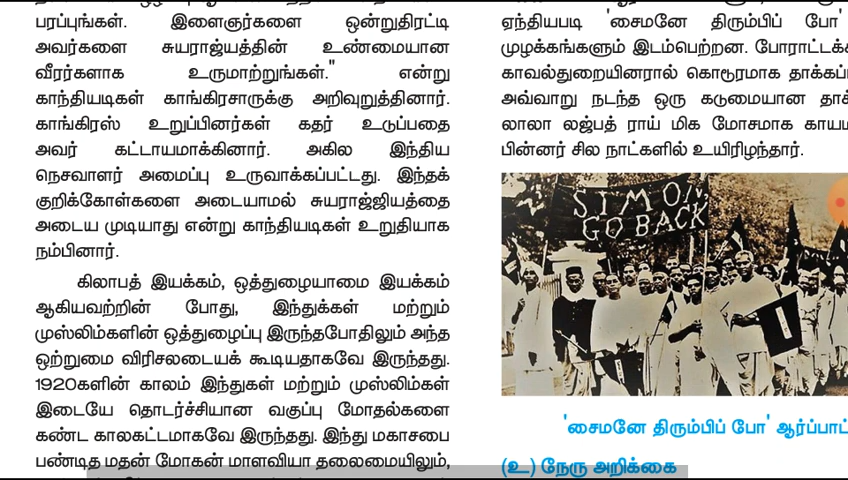 பரப்புங்கள். இளைஞர்களை ஒன்றுதிரட்டி
அவர்களை சுயராஜ்யத்தின் உண்மையான
வீரர்களாக உருமாற்றுங்கள்." என்று
காந்தியடிகள் காங்கிரசாருக்கு அறிவுறுத்தினார்.
காங்கிரஸ் உறுப்பினர்கள் கதர் உடுப்பதை
அவர் கட்டாயமாக்கினார். அகில இந்திய
நெசவாளர் அமைப்பு உருவாக்கப்பட்டது. இந்தக்
குறிக்கோள்களை அடையாமல் சுயராஜ்ஜியத்தை
அடைய முடியாது என்று காந்தியடிகள் உறுதியாக
நம்பினார்.
கிலாபத் இயக்கம், ஒத்துழையாமை இயக்கம்
ஆகியவற்றின் போது, இந்துக்கள் மற்றும்
முஸ்லிம்களின் ஒத்துழைப்பு இருந்தபோதிலும் அந்த
ஒற்றுமை விரிசலடையக் கூடியதாகவே இருந்தது.
1920களின் காலம் இந்துகள் மற்றும் முஸ்லிம்கள்
இடையே தொடர்ச்சியான வகுப்பு மோதல்களை
கண்ட காலகட்டமாகவே இருந்தது. இந்து மகாசபை
பண்டித மதன் மோகன் மாளவியா தலைமையிலும்,
ஏந்தியபடி 'சைமனே திரும்பிப் போ'
முழக்கங்களும் இடம்பெற்றன. போராட்டக்க
காவல்துறையினரால் கொடூரமாக தாக்கப்
அவ்வாறு நடந்த ஒரு கடுமையான தாக்
லாலா லஜ்பத் ராய் மிக மோசமாக காயம
பின்னர் சில நாட்களில் உயிரிழந்தார்.
SIMON
GO BACK
'சைமனே திரும்பிப் போ' ஆர்ப்பாட்
(உ) நேரு அறிக்கை